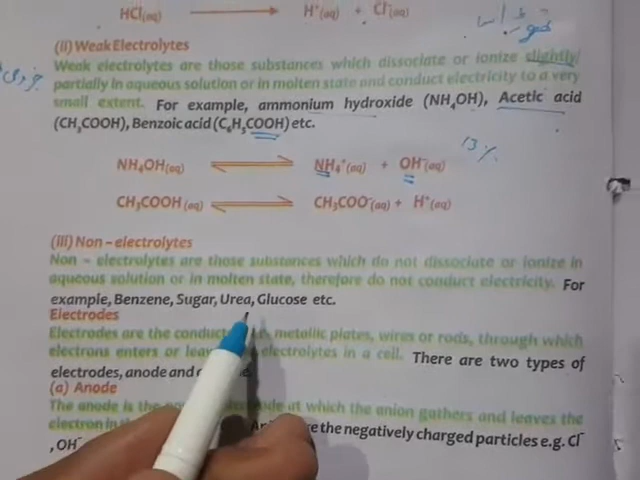 HCl(aq) ⟶ H⁺(aq) + Cl⁻(aq)
(ii) Weak Electrolytes
Weak electrolytes are those substances which dissociate or ionize slightly/
partially in aqueous solution or in molten state and conduct electricity to a very
small extent. For example, ammonium hydroxide (NH₄OH), Acetic acid
(CH₃COOH), Benzoic acid (C₆H₅COOH) etc.
13%
NH₄OH(aq) ⇌ NH₄⁺(aq) + OH⁻(aq)
CH₃COOH(aq) ⇌ CH₃COO⁻(aq) + H⁺(aq)
(iii) Non – electrolytes
Non – electrolytes are those substances which do not dissociate or ionize in
aqueous solution or in molten state, therefore do not conduct electricity. For
example, Benzene, Sugar, Urea, Glucose etc.
Electrodes
Electrodes are the metallic plates, wires or rods, through which
electrons enters or electrolytes in a cell. There are two types of
electrodes, anode and
(a) Anode
The anode is the at which the anion gathers and leaves the
electron in the negatively charged particles e.g. Cl⁻
, OH⁻